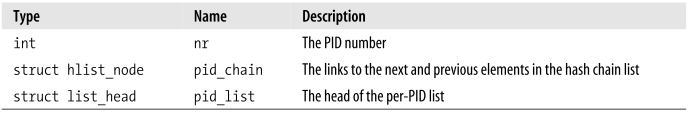 Type Name Description
int nr The PID number
struct hlist_node pid_chain The links to the next and previous elements in the hash chain list
struct list_head pid_list The head of the per-PID list